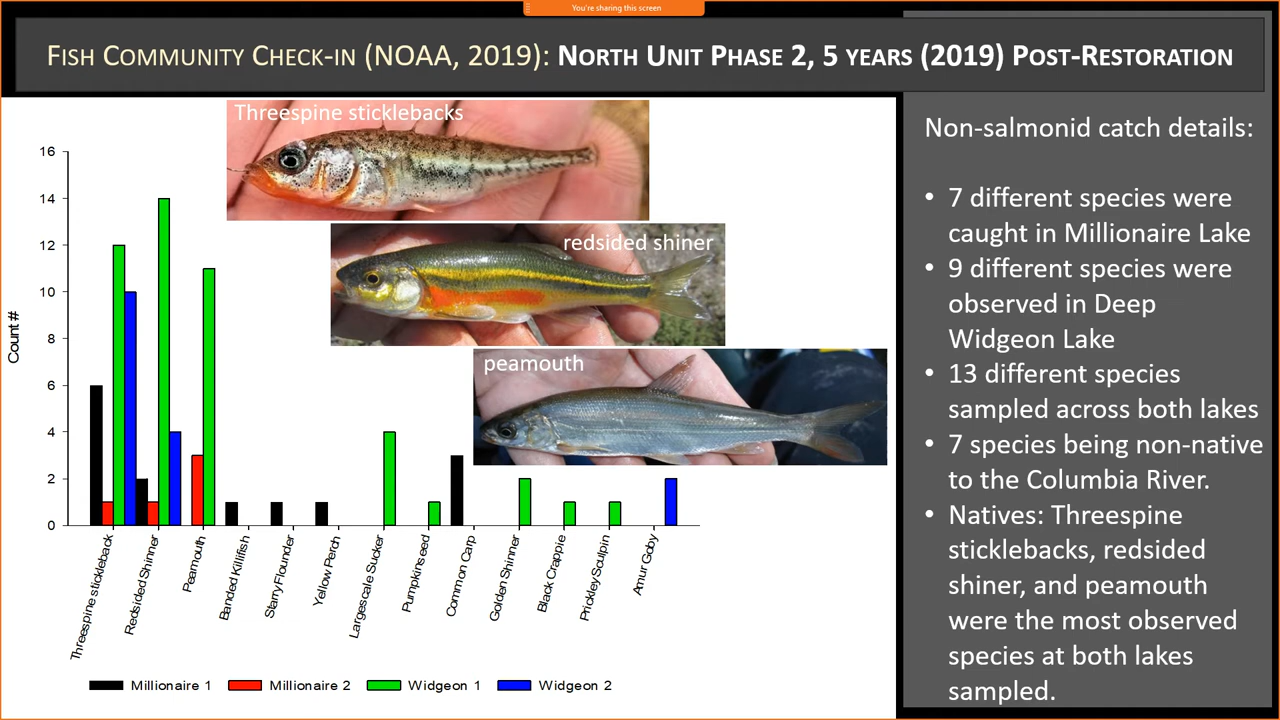 You're sharing this screen
Fish Community Check-in (NOAA, 2019): North Unit Phase 2, 5 years (2019) Post-Restoration
Threespine sticklebacks
redsided shiner
peamouth
Count #
16
14
12
10
8
6
4
2
0
Threespine stickleback
Redsided Shinner
Peamouth
Banded Killifish
Starry Flounder
Yellow Perch
Largescale Sucker
Pumpkinseed
Common Carp
Golden Shinner
Black Crappie
Prickley Sculpin
Amur Goby
Millionaire 1
Millionaire 2
Widgeon 1
Widgeon 2
Non-salmonid catch details:
• 7 different species were
caught in Millionaire Lake
• 9 different species were
observed in Deep
Widgeon Lake
• 13 different species
sampled across both lakes
• 7 species being non-native
to the Columbia River.
• Natives: Threespine
sticklebacks, redsided
shiner, and peamouth
were the most observed
species at both lakes
sampled.